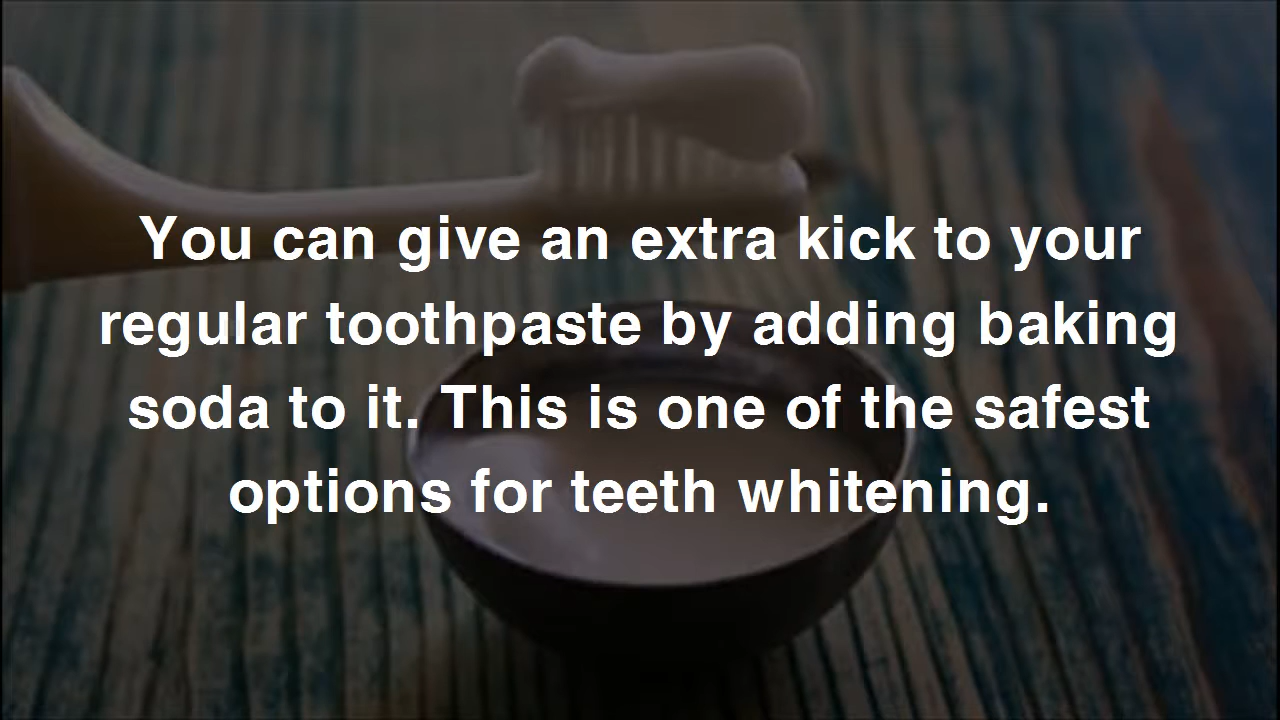 You can give an extra kick to your
regular toothpaste by adding baking
soda to it. This is one of the safest
options for teeth whitening.